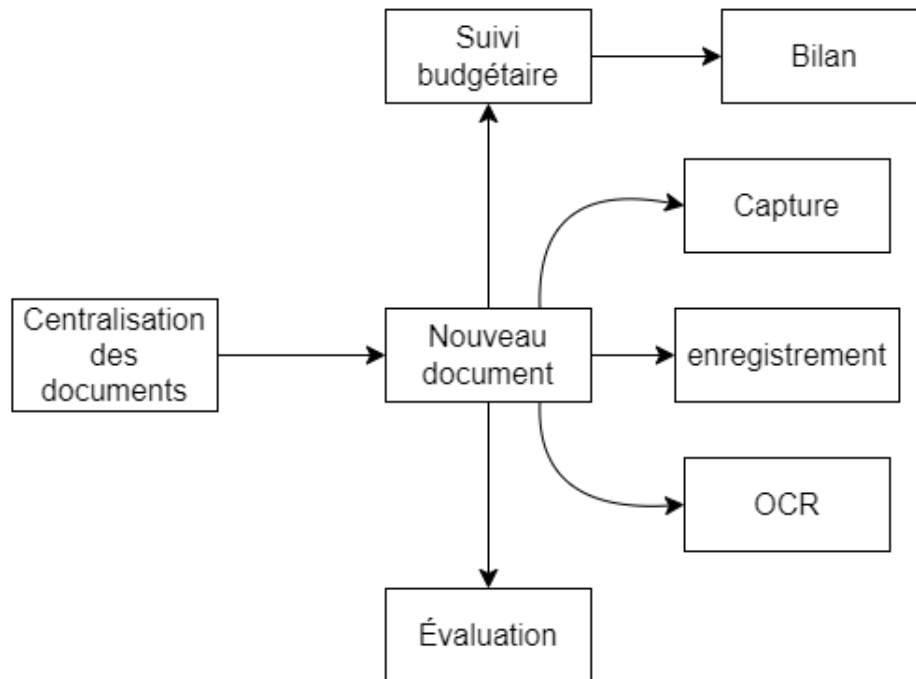 Suivi
budgétaire
Bilan
Capture
Centralisation
des
documents
Nouveau
document
enregistrement
OCR
Évaluation